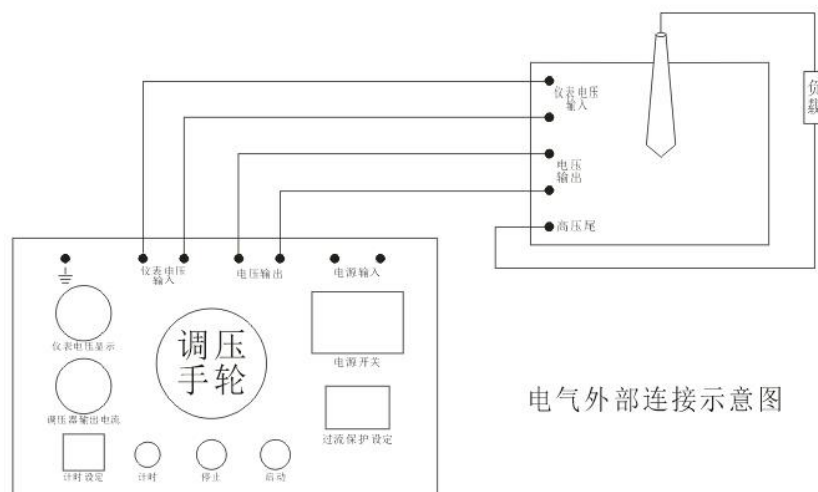 仪表电压
输入
电压
输出
高压尾
负
载
仪表电压
输入
电压输出
电源输入
仪表电压显示
调压
手轮
电源开关
调压器输出电流
过流保护设定
计时设定
计时
停止
启动
电气外部连接示意图